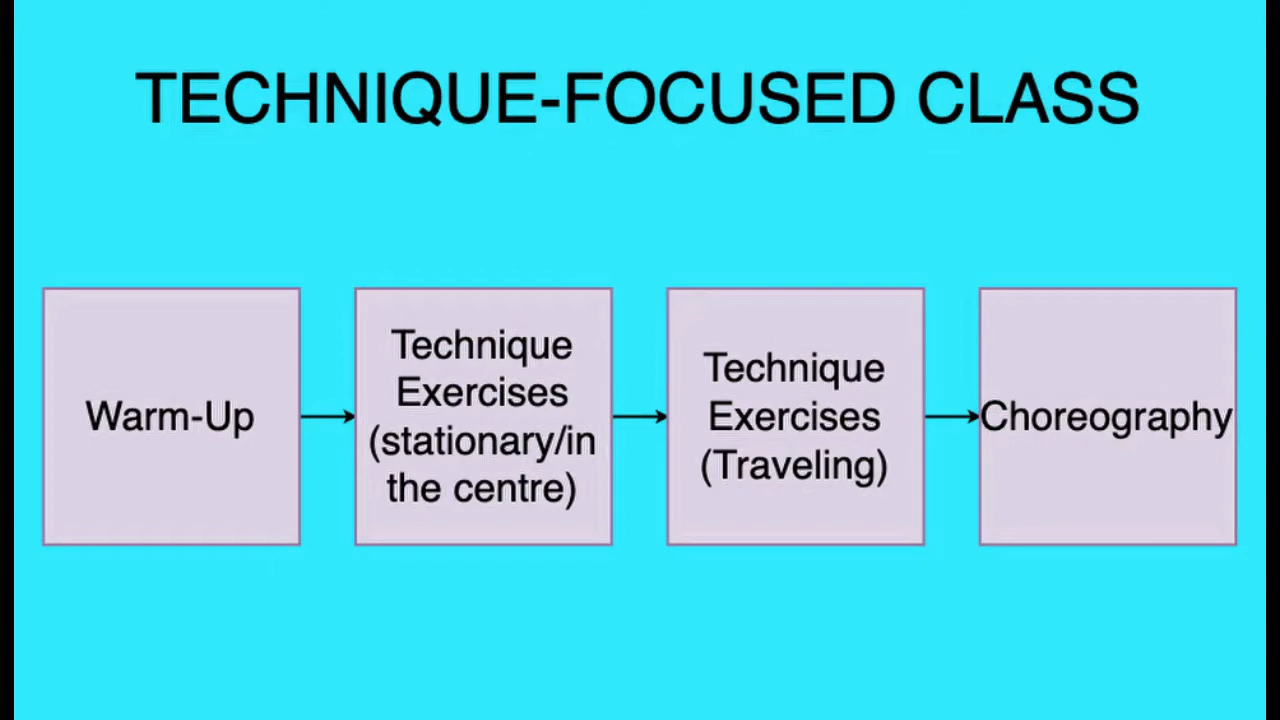 TECHNIQUE-FOCUSED CLASS
Warm-Up
Technique
Exercises
(stationary/in
the centre)
Technique
Exercises
(Traveling)
Choreography